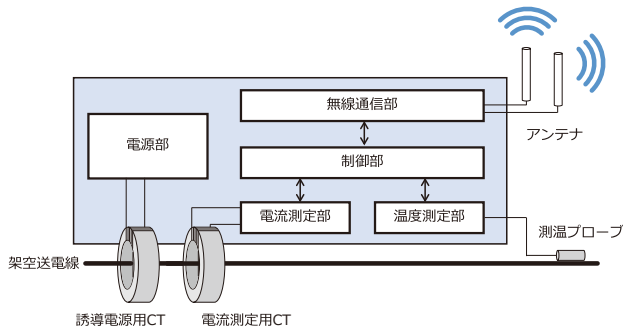 無線通信部
アンテナ
電源部
制御部
電流測定部
温度測定部
測温プローブ
架空送電線
誘導電源用CT
電流測定用CT